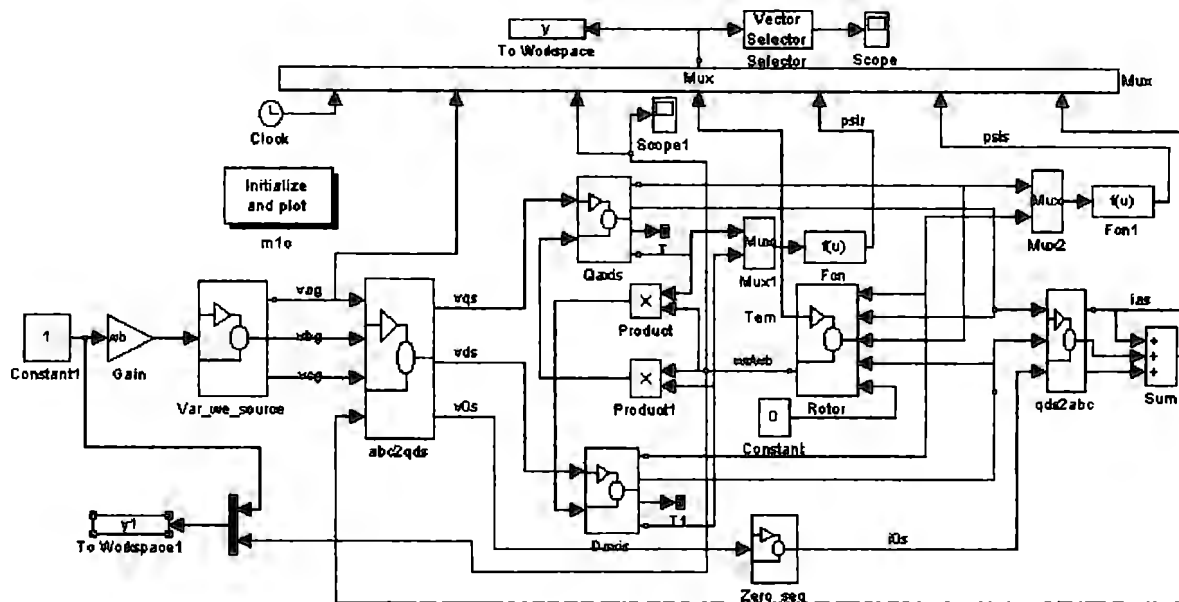 y
To Workspace
Vector
Selector
Selector
Scope
Mux
Mux
Clock
Scope1
psir
psis
Initialize
and plot
m1o
Qaxis
T
Mux
Mux1
f(u)
Fcn
Mux
Mux2
f(u)
Fcn1
vag
vbg
vcg
vqs
vds
v0s
Product
Product1
Tem
wr/wb
ias
1
Constant1
wb
Gain
Var_we_source
abc2qds
0
Constant
Rotor
qds2abc
Sum
y1
To Workspace1
Daxis
T1
Zero_seq
i0s